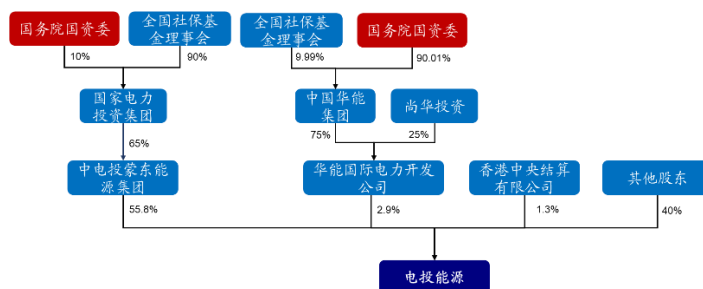 国务院国资委
全国社保基
金理事会
全国社保基
金理事会
国务院国资委
10%
90%
9.99%
90.01%
国家电力
投资集团
中国华能
集团
尚华投资
65%
75%
25%
中电投蒙东能
源集团
华能国际电力开发
公司
香港中央结算
有限公司
其他股东
55.8%
2.9%
1.3%
40%
电投能源